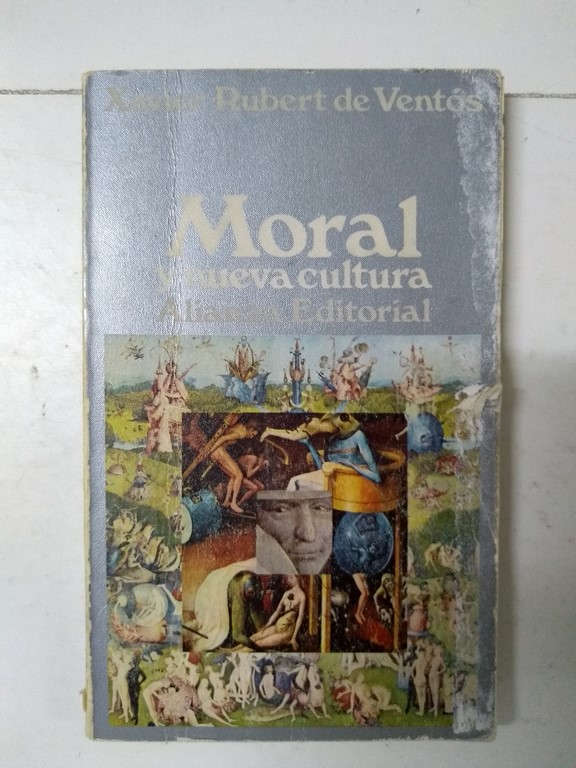 Xavier Rubert de Ventós
Moral
y nueva cultura
Alianza Editorial